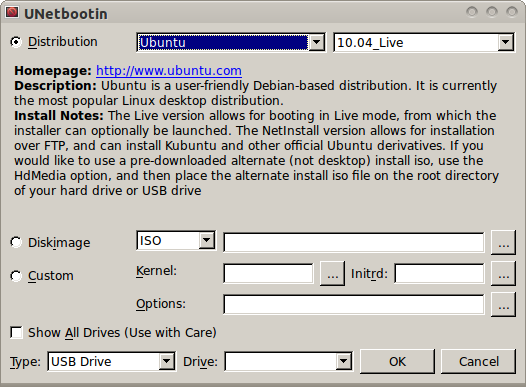 UNetbootin
Distribution Ubuntu 10.04_Live
Homepage: http://www.ubuntu.com
Description: Ubuntu is a user-friendly Debian-based distribution. It is currently
the most popular Linux desktop distribution.
Install Notes: The Live version allows for booting in Live mode, from which the
installer can optionally be launched. The NetInstall version allows for installation
over FTP, and can install Kubuntu and other official Ubuntu derivatives. If you
would like to use a pre-downloaded alternate (not desktop) install iso, use the
HdMedia option, and then place the alternate install iso file on the root directory
of your hard drive or USB drive
Diskimage ISO ...
Custom Kernel: ... Initrd: ...
Options: ...
Show All Drives (Use with Care)
Type: USB Drive Drive: OK Cancel